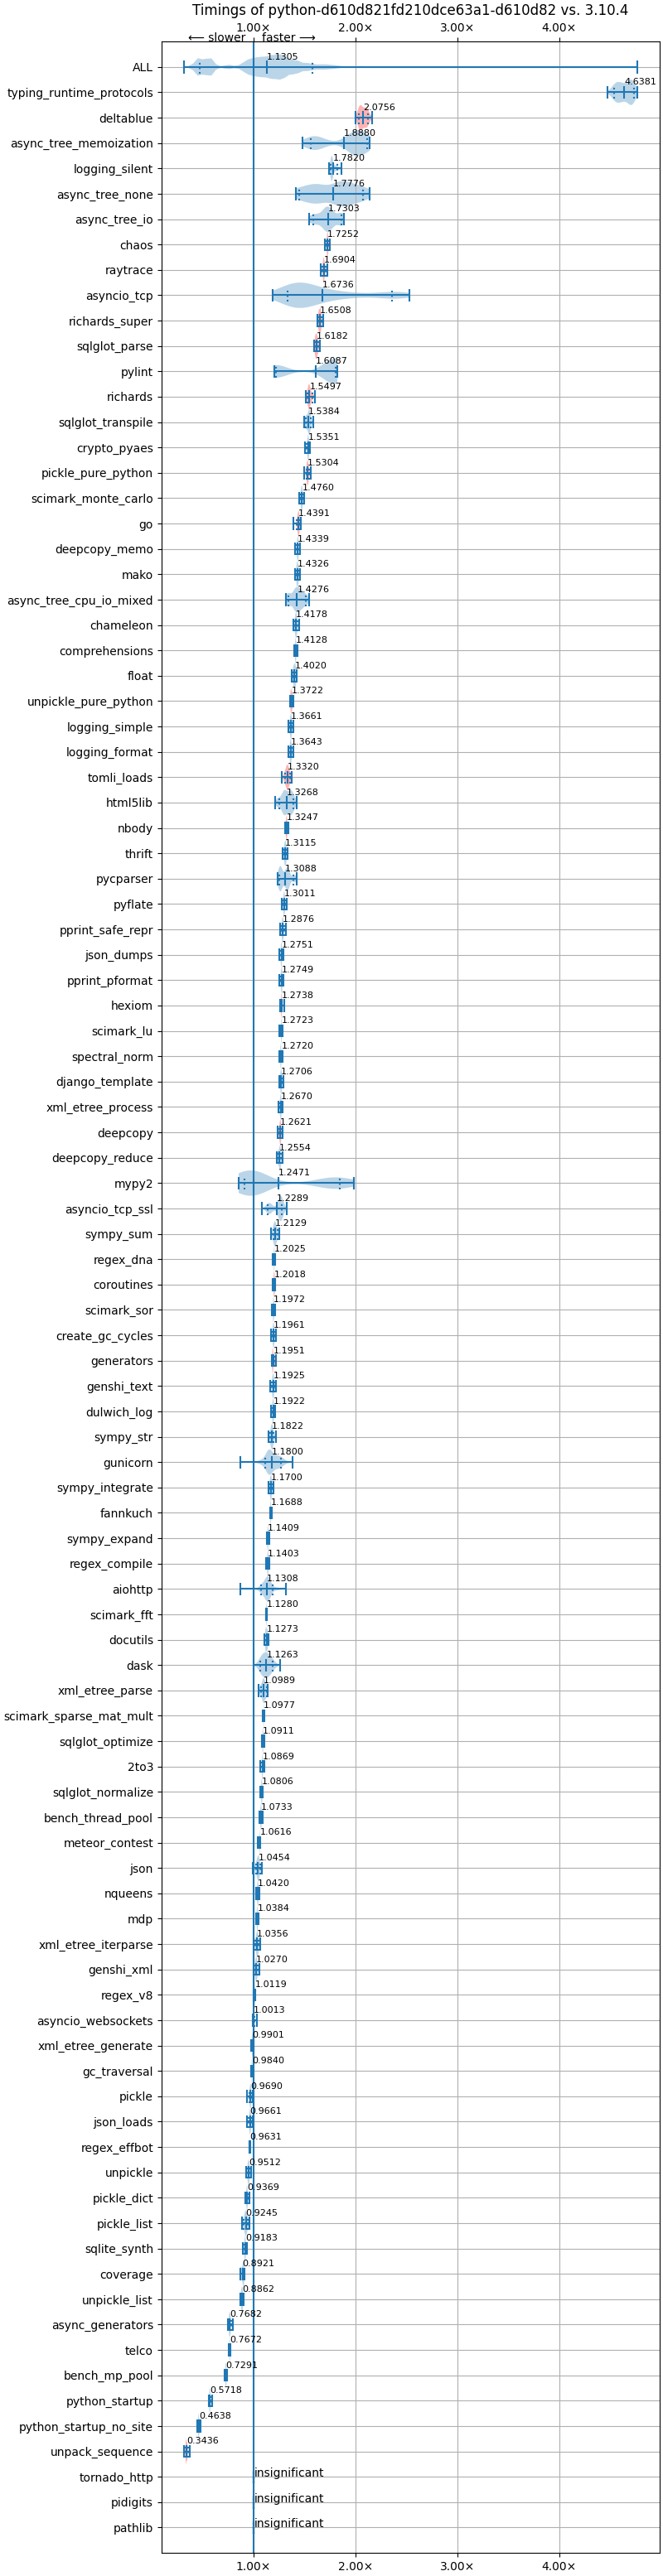 Timings of python-d610d821fd210dce63a1-d610d82 vs. 3.10.4
1.00× 2.00× 3.00× 4.00×
⟵ slower faster ⟶
ALL 1.1305
typing_runtime_protocols 4.6381
deltablue 2.0756
async_tree_memoization 1.8880
logging_silent 1.7820
async_tree_none 1.7776
async_tree_io 1.7303
chaos 1.7252
raytrace 1.6904
asyncio_tcp 1.6736
richards_super 1.6508
sqlglot_parse 1.6182
pylint 1.6087
richards 1.5497
sqlglot_transpile 1.5384
crypto_pyaes 1.5351
pickle_pure_python 1.5304
scimark_monte_carlo 1.4760
go 1.4391
deepcopy_memo 1.4339
mako 1.4326
async_tree_cpu_io_mixed 1.4276
chameleon 1.4178
comprehensions 1.4128
float 1.4020
unpickle_pure_python 1.3722
logging_simple 1.3661
logging_format 1.3643
tomli_loads 1.3320
html5lib 1.3268
nbody 1.3247
thrift 1.3115
pycparser 1.3088
pyflate 1.3011
pprint_safe_repr 1.2876
json_dumps 1.2751
pprint_pformat 1.2749
hexiom 1.2738
scimark_lu 1.2723
spectral_norm 1.2720
django_template 1.2706
xml_etree_process 1.2670
deepcopy 1.2621
deepcopy_reduce 1.2554
mypy2 1.2471
asyncio_tcp_ssl 1.2289
sympy_sum 1.2129
regex_dna 1.2025
coroutines 1.2018
scimark_sor 1.1972
create_gc_cycles 1.1961
generators 1.1951
genshi_text 1.1925
dulwich_log 1.1922
sympy_str 1.1822
gunicorn 1.1800
sympy_integrate 1.1700
fannkuch 1.1688
sympy_expand 1.1409
regex_compile 1.1403
aiohttp 1.1308
scimark_fft 1.1280
docutils 1.1273
dask 1.1263
xml_etree_parse 1.0989
scimark_sparse_mat_mult 1.0977
sqlglot_optimize 1.0911
2to3 1.0869
sqlglot_normalize 1.0806
bench_thread_pool 1.0733
meteor_contest 1.0616
json 1.0454
nqueens 1.0420
mdp 1.0384
xml_etree_iterparse 1.0356
genshi_xml 1.0270
regex_v8 1.0119
asyncio_websockets 1.0013
xml_etree_generate 0.9901
gc_traversal 0.9840
pickle 0.9690
json_loads 0.9661
regex_effbot 0.9631
unpickle 0.9512
pickle_dict 0.9369
pickle_list 0.9245
sqlite_synth 0.9183
coverage 0.8921
unpickle_list 0.8862
async_generators 0.7682
telco 0.7672
bench_mp_pool 0.7291
python_startup 0.5718
python_startup_no_site 0.4638
unpack_sequence 0.3436
tornado_http insignificant
pidigits insignificant
pathlib insignificant
1.00× 2.00× 3.00× 4.00×